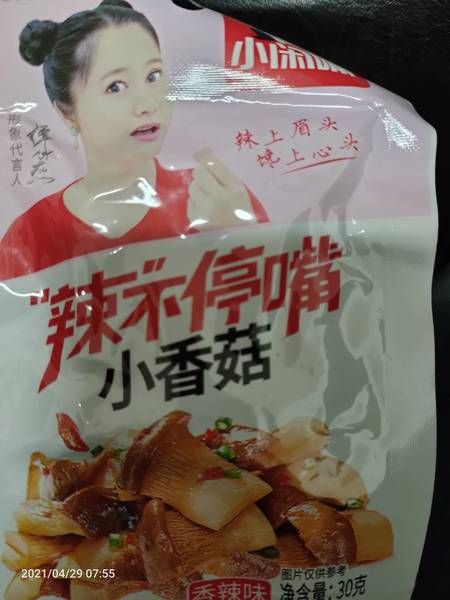 小
形象代言人
辣上眉头
馋上心头
“辣”不停嘴
小香菇
图片仅供参考
香辣味
净含量:30克
2021/04/29 07:55